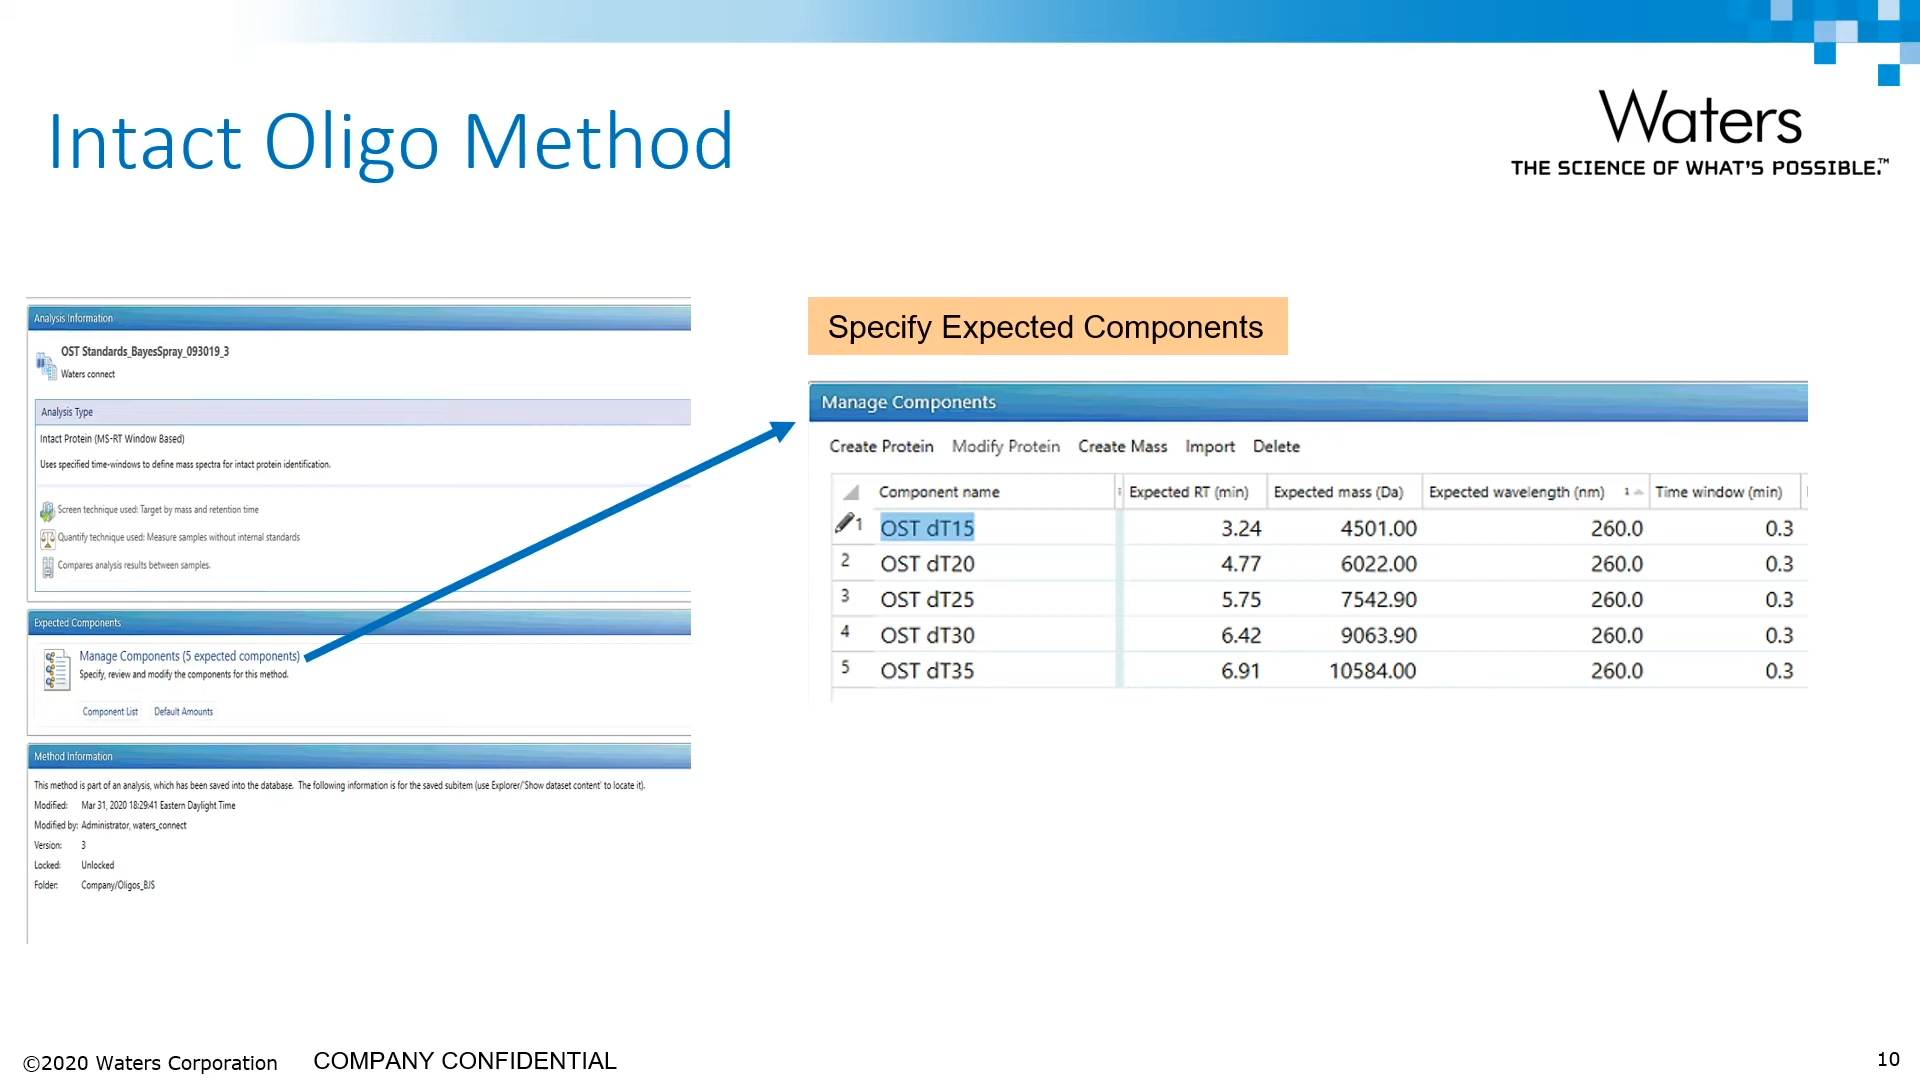 Intact Oligo Method
Waters
THE SCIENCE OF WHAT'S POSSIBLE.™
Analysis Information
OST Standards_BayesSpray_093019_3
Waters connect
Analysis Type
Intact Protein (MS-RT Window Based)
Uses specified time-windows to define mass spectra for intact protein identification.
Screen technique used: Target by mass and retention time
Quantify technique used: Measure samples without internal standards
Compares analysis results between samples.
Expected Components
Manage Components (5 expected components)
Specify, review and modify the components for this method.
Component List Default Amounts
Method Information
This method is part of an analysis, which has been saved into the database. The following information is for the saved subitem (use Explorer/'Show dataset content' to locate it).
Modified: Mar 31, 2020 18:29:41 Eastern Daylight Time
Modified by: Administrator, waters_connect
Version: 3
Locked: Unlocked
Folder: Company/Oligos_BJS
Specify Expected Components
Manage Components
Create Protein Modify Protein Create Mass Import Delete
Component name Expected RT (min) Expected mass (Da) Expected wavelength (nm) 1 Time window (min)
1 OST dT15 3.24 4501.00 260.0 0.3
2 OST dT20 4.77 6022.00 260.0 0.3
3 OST dT25 5.75 7542.90 260.0 0.3
4 OST dT30 6.42 9063.90 260.0 0.3
5 OST dT35 6.91 10584.00 260.0 0.3
©2020 Waters Corporation COMPANY CONFIDENTIAL 10